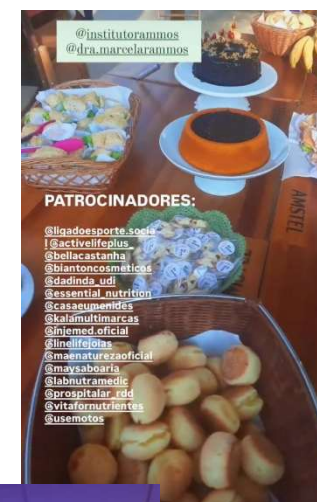 @institutorammos
@dra.marcelarammos
PATROCINADORES:
@ligadoesporte.socia
l @activelifeplus_
@bellacastanha
@biantoncosmeticos
@dadinda_udi
@essential_nutrition
@casaeumenides
@kalamultimarcas
@injemed.oficial
@linelifejoias
@maenaturezaoficial
@maysaboaria
@labnutramedic
@prospitalar_rdd
@vitafornutrientes
@usemotos
AMSTEL